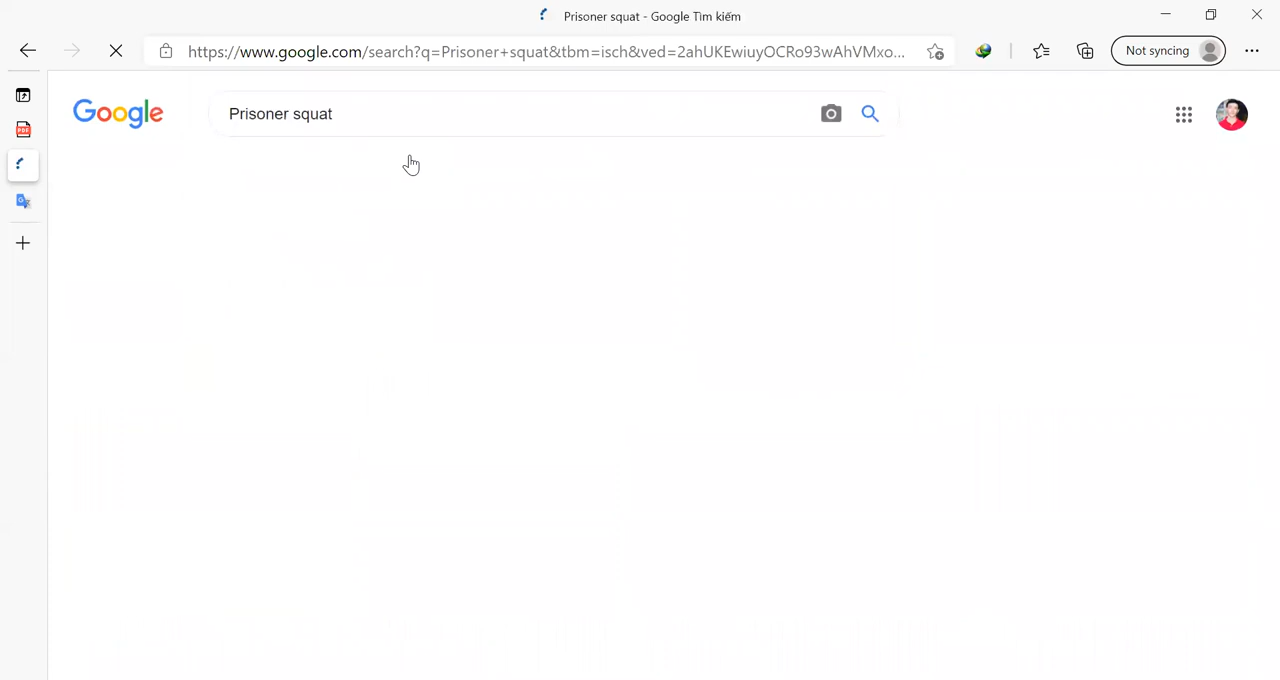 Prisoner squat - Google Tìm kiếm
https://www.google.com/search?q=Prisoner+squat&tbm=isch&ved=2ahUKEwiuyOCRo93wAhVMxo...
Not syncing
PDF
Google
Prisoner squat